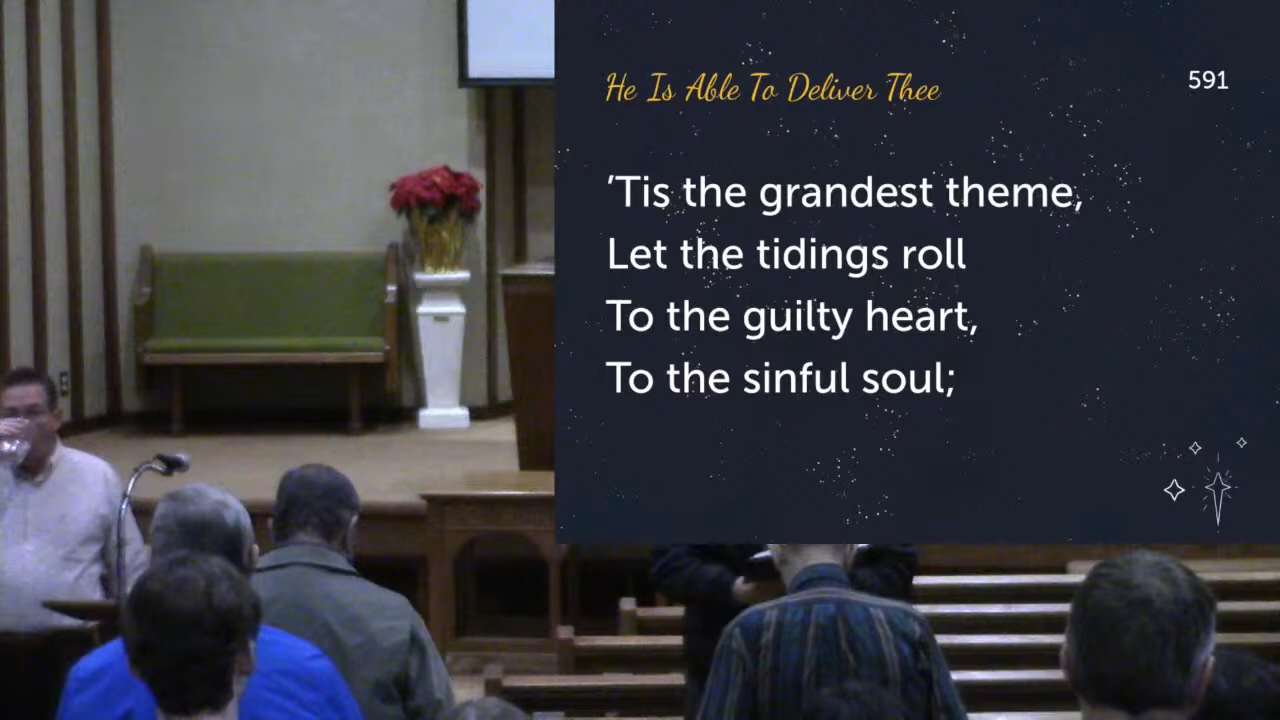 He Is Able To Deliver Thee
591
’Tis the grandest theme,
Let the tidings roll
To the guilty heart,
To the sinful soul;